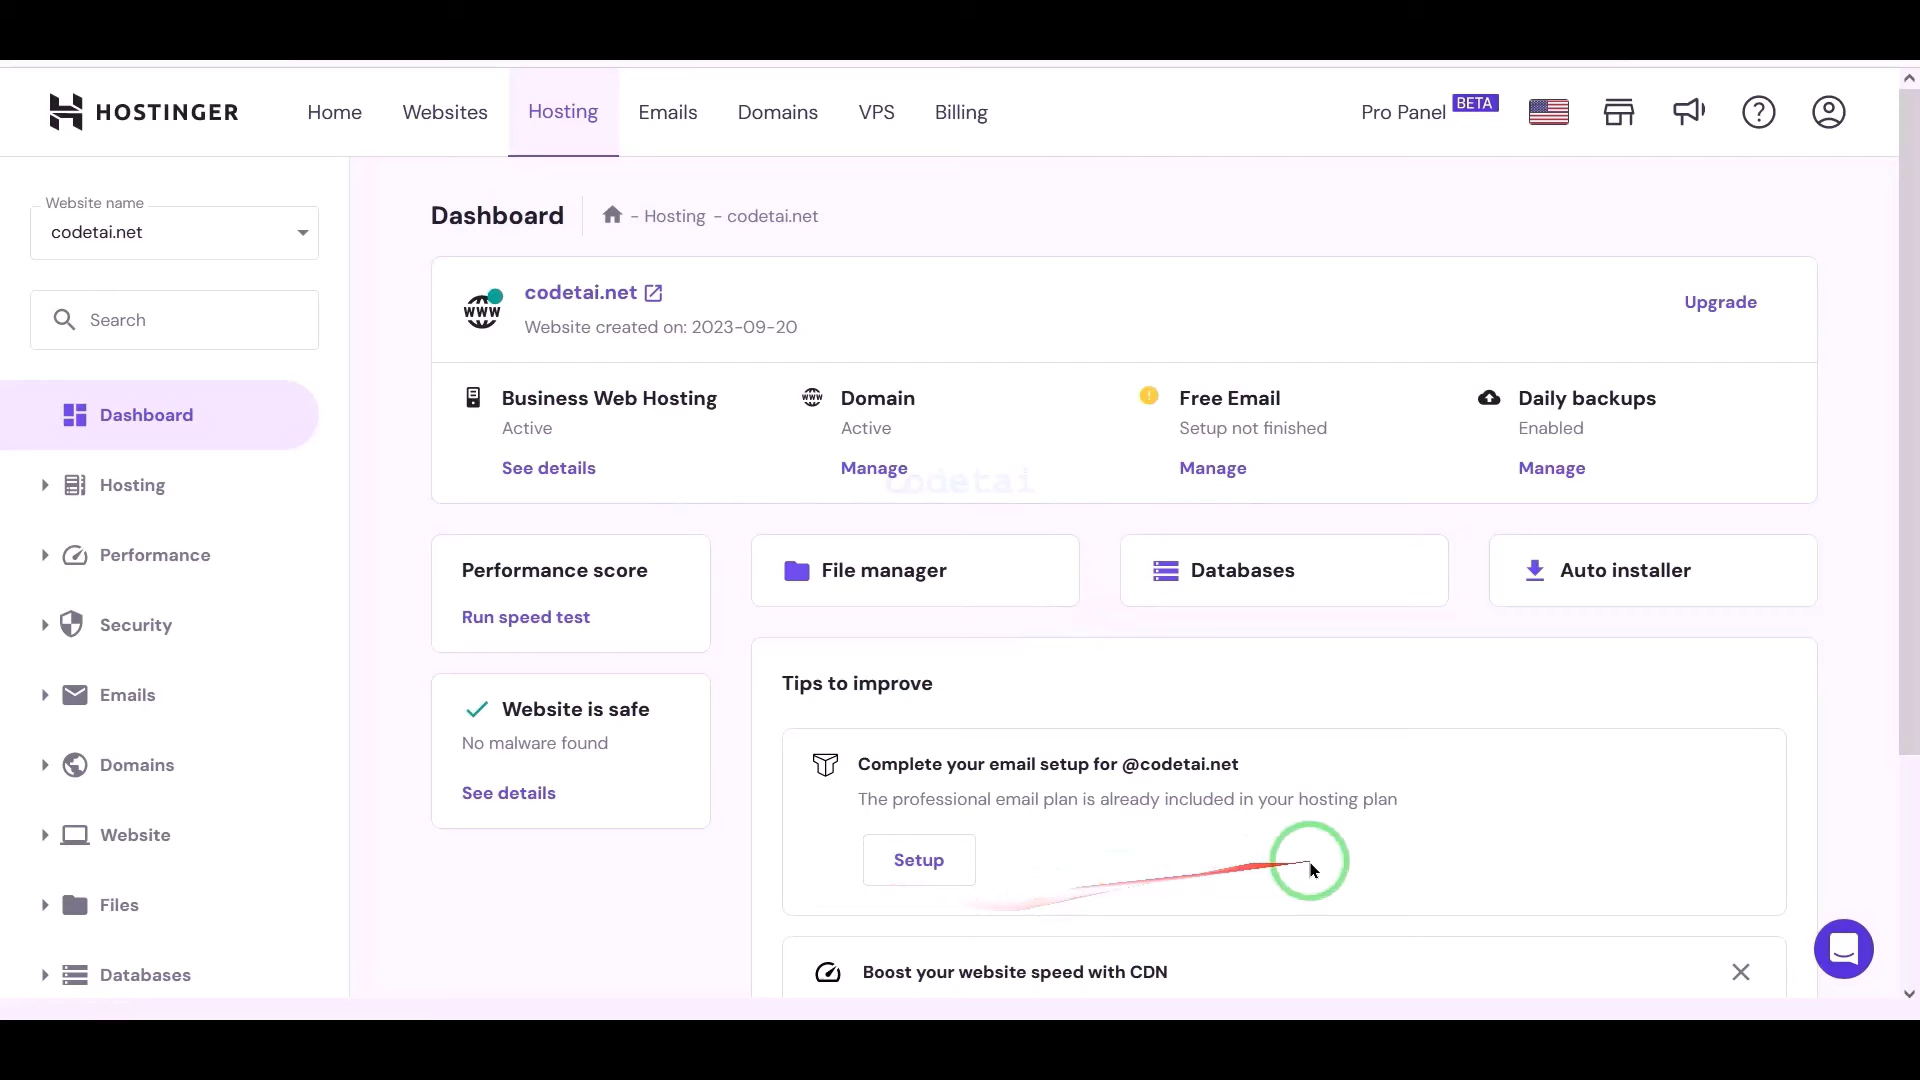 HOSTINGER
Home
Websites
Hosting
Emails
Domains
VPS
Billing
Pro Panel
BETA
Website name
codetai.net
Search
Dashboard
Hosting
Performance
Security
Emails
Domains
Website
Files
Databases
Dashboard
- Hosting - codetai.net
www
codetai.net
Website created on: 2023-09-20
Upgrade
Business Web Hosting
Active
See details
www
Domain
Active
Manage
Free Email
Setup not finished
Manage
Daily backups
Enabled
Manage
Codetai
Performance score
Run speed test
File manager
Databases
Auto installer
Website is safe
No malware found
See details
Tips to improve
Complete your email setup for @codetai.net
The professional email plan is already included in your hosting plan
Setup
Boost your website speed with CDN